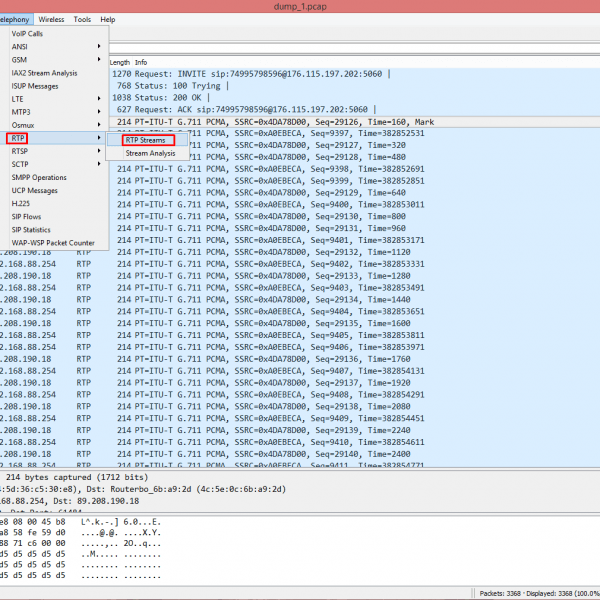 dump_1.pcap
elephony Wireless Tools Help
VoIP Calls
ANSI
GSM
IAX2 Stream Analysis
ISUP Messages
LTE
MTP3
Osmux
RTP
RTSP
SCTP
SMPP Operations
UCP Messages
H.225
SIP Flows
SIP Statistics
WAP-WSP Packet Counter
RTP Streams
Stream Analysis
Length Info
1270 Request: INVITE sip:74995798596@176.115.197.202:5060 |
768 Status: 100 Trying |
1038 Status: 200 OK |
627 Request: ACK sip:74995798596@176.115.197.202:5060 |
214 PT=ITU-T G.711 PCMA, SSRC=0x4DA78D00, Seq=29126, Time=160, Mark
214 PT=ITU-T G.711 PCMA, SSRC=0xA0EBECA, Seq=9397, Time=382852531
SSRC=0x4DA78D00, Seq=29127, Time=320
SSRC=0x4DA78D00, Seq=29128, Time=480
214 PT=ITU-T G.711 PCMA, SSRC=0xA0EBECA, Seq=9398, Time=382852691
214 PT=ITU-T G.711 PCMA, SSRC=0xA0EBECA, Seq=9399, Time=382852851
214 PT=ITU-T G.711 PCMA, SSRC=0x4DA78D00, Seq=29129, Time=640
214 PT=ITU-T G.711 PCMA, SSRC=0xA0EBECA, Seq=9400, Time=382853011
214 PT=ITU-T G.711 PCMA, SSRC=0x4DA78D00, Seq=29130, Time=800
214 PT=ITU-T G.711 PCMA, SSRC=0x4DA78D00, Seq=29131, Time=960
214 PT=ITU-T G.711 PCMA, SSRC=0xA0EBECA, Seq=9401, Time=382853171
.208.190.18 RTP 214 PT=ITU-T G.711 PCMA, SSRC=0x4DA78D00, Seq=29132, Time=1120
2.168.88.254 RTP 214 PT=ITU-T G.711 PCMA, SSRC=0xA0EBECA, Seq=9402, Time=382853331
.208.190.18 RTP 214 PT=ITU-T G.711 PCMA, SSRC=0x4DA78D00, Seq=29133, Time=1280
2.168.88.254 RTP 214 PT=ITU-T G.711 PCMA, SSRC=0xA0EBECA, Seq=9403, Time=382853491
.208.190.18 RTP 214 PT=ITU-T G.711 PCMA, SSRC=0x4DA78D00, Seq=29134, Time=1440
2.168.88.254 RTP 214 PT=ITU-T G.711 PCMA, SSRC=0xA0EBECA, Seq=9404, Time=382853651
.208.190.18 RTP 214 PT=ITU-T G.711 PCMA, SSRC=0x4DA78D00, Seq=29135, Time=1600
2.168.88.254 RTP 214 PT=ITU-T G.711 PCMA, SSRC=0xA0EBECA, Seq=9405, Time=382853811
2.168.88.254 RTP 214 PT=ITU-T G.711 PCMA, SSRC=0xA0EBECA, Seq=9406, Time=382853971
.208.190.18 RTP 214 PT=ITU-T G.711 PCMA, SSRC=0x4DA78D00, Seq=29136, Time=1760
2.168.88.254 RTP 214 PT=ITU-T G.711 PCMA, SSRC=0xA0EBECA, Seq=9407, Time=382854131
.208.190.18 RTP 214 PT=ITU-T G.711 PCMA, SSRC=0x4DA78D00, Seq=29137, Time=1920
2.168.88.254 RTP 214 PT=ITU-T G.711 PCMA, SSRC=0xA0EBECA, Seq=9408, Time=382854291
.208.190.18 RTP 214 PT=ITU-T G.711 PCMA, SSRC=0x4DA78D00, Seq=29138, Time=2080
2.168.88.254 RTP 214 PT=ITU-T G.711 PCMA, SSRC=0xA0EBECA, Seq=9409, Time=382854451
.208.190.18 RTP 214 PT=ITU-T G.711 PCMA, SSRC=0x4DA78D00, Seq=29139, Time=2240
2.168.88.254 RTP 214 PT=ITU-T G.711 PCMA, SSRC=0xA0EBECA, Seq=9410, Time=382854611
.208.190.18 RTP 214 PT=ITU-T G.711 PCMA, SSRC=0x4DA78D00, Seq=29140, Time=2400
2.168.88.254 RTP 214 PT=ITU-T G.711 PCMA, SSRC=0xA0EBECA, Seq=9411, Time=382854771
214 bytes captured (1712 bits)
:5d:36:c5:30:e8), Dst: Routerbo_6b:a9:2d (4c:5e:0c:6b:a9:2d)
68.88.254, Dst: 89.208.190.18
e8 08 00 45 b8 L^.k.-.] 6.0...E.
a8 58 fe 59 d0 ....@.@. ....X.Y.
88 71 c6 00 00 .....,.. 2O..q...
d5 d5 d5 d5 d5 ..M..... ........
d5 d5 d5 d5 d5 ........ ........
d5 d5 d5 d5 d5 ........ ........
Packets: 3368 · Displayed: 3368 (100.0%